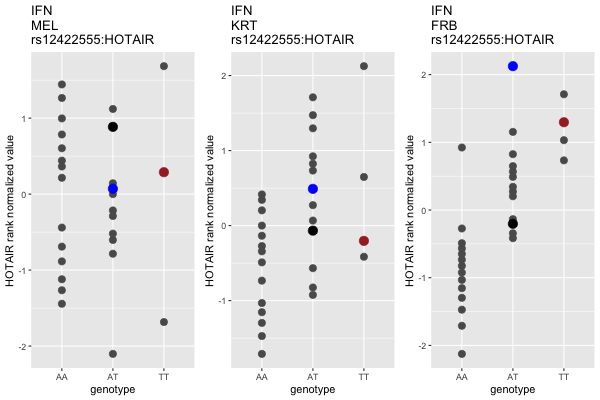 IFN
MEL
rs12422555:HOTAIR
HOTAIR rank normalized value
1
0
-1
-2
AA AT TT
genotype
IFN
KRT
rs12422555:HOTAIR
HOTAIR rank normalized value
2
1
0
-1
AA AT TT
genotype
IFN
FRB
rs12422555:HOTAIR
HOTAIR rank normalized value
2
1
0
-1
-2
AA AT TT
genotype